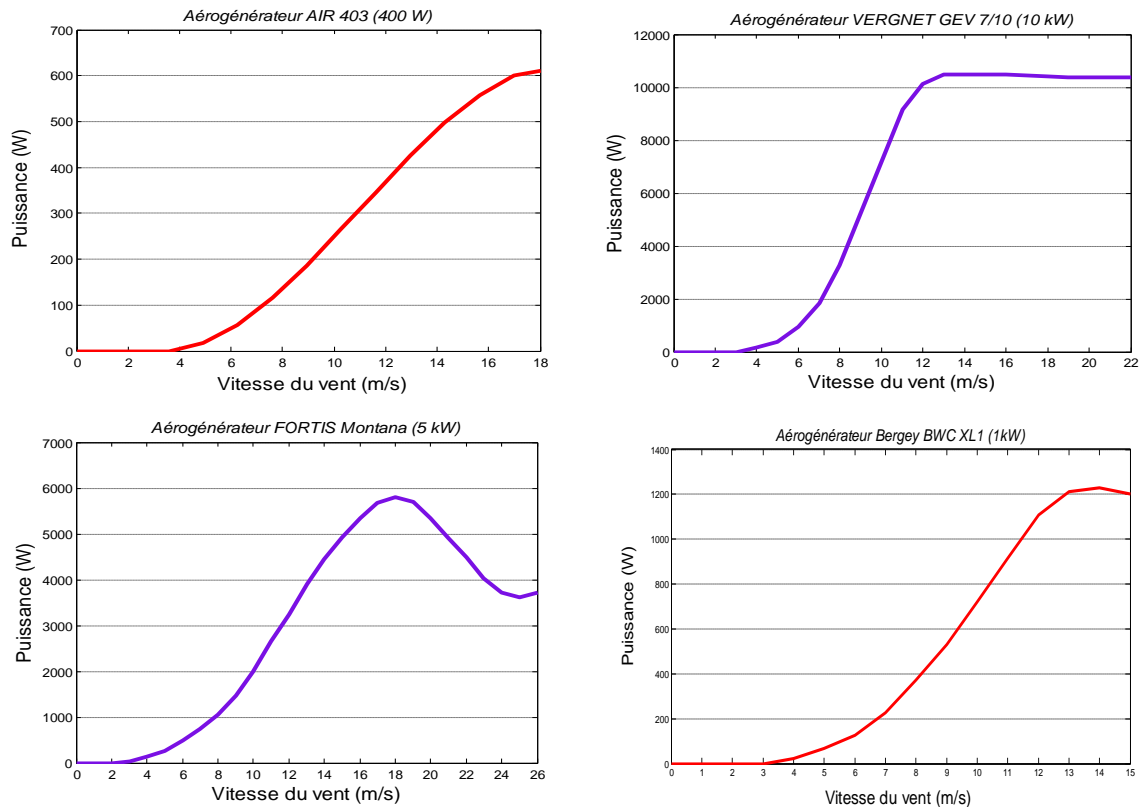 Aérogénérateur AIR 403 (400 W)
700
600
500
400
300
200
100
0
Puissance (W)
0 2 4 6 8 10 12 14 16 18
Vitesse du vent (m/s)
Aérogénérateur VERGNET GEV 7/10 (10 kW)
12000
10000
8000
6000
4000
2000
0
Puissance (W)
0 2 4 6 8 10 12 14 16 18 20 22
Vitesse du vent (m/s)
Aérogénérateur FORTIS Montana (5 kW)
7000
6000
5000
4000
3000
2000
1000
0
Puissance (W)
0 2 4 6 8 10 12 14 16 18 20 22 24 26
Vitesse du vent (m/s)
Aérogénérateur Bergey BWC XL1 (1kW)
1400
1200
1000
800
600
400
200
0
Puissance (W)
0 1 2 3 4 5 6 7 8 9 10 11 12 13 14 15
Vitesse du vent (m/s)